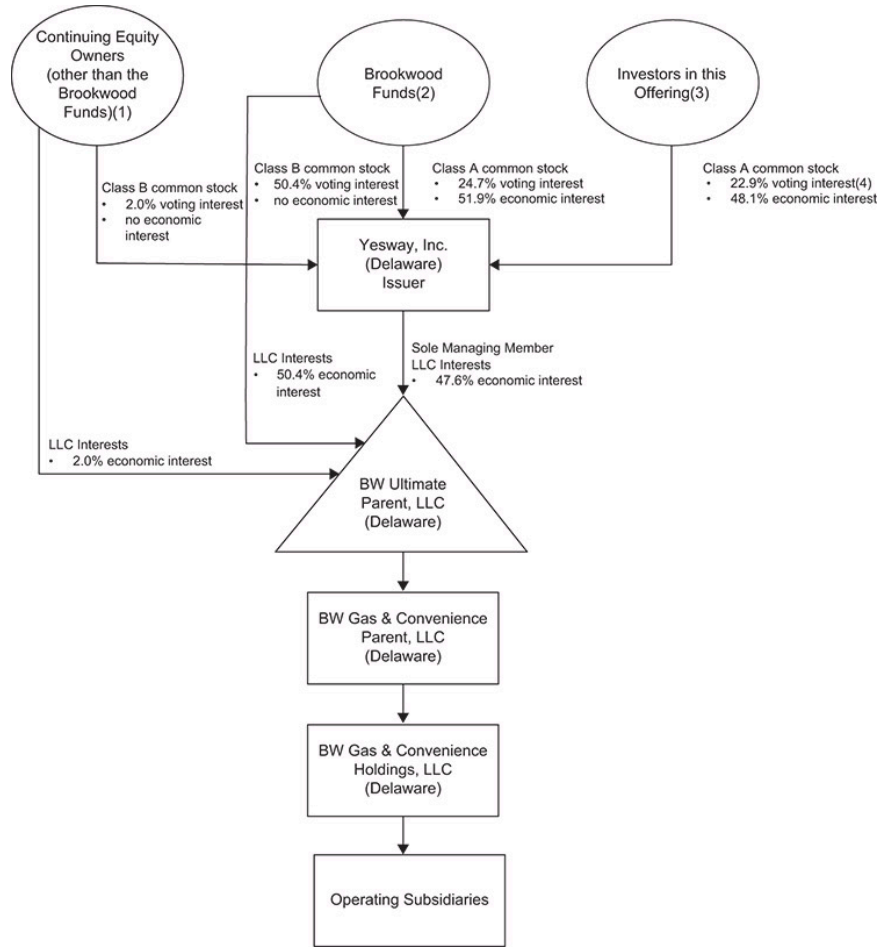 Continuing Equity
Owners
(other than the
Brookwood
Funds)(1)
Brookwood
Funds(2)
Investors in this
Offering(3)
Class B common stock
• 2.0% voting interest
• no economic
interest
Class B common stock
• 50.4% voting interest
• no economic interest
Class A common stock
• 24.7% voting interest
• 51.9% economic interest
Class A common stock
• 22.9% voting interest(4)
• 48.1% economic interest
Yesway, Inc.
(Delaware)
Issuer
LLC Interests
• 50.4% economic
interest
Sole Managing Member
LLC Interests
• 47.6% economic interest
LLC Interests
• 2.0% economic interest
BW Ultimate
Parent, LLC
(Delaware)
BW Gas & Convenience
Parent, LLC
(Delaware)
BW Gas & Convenience
Holdings, LLC
(Delaware)
Operating Subsidiaries